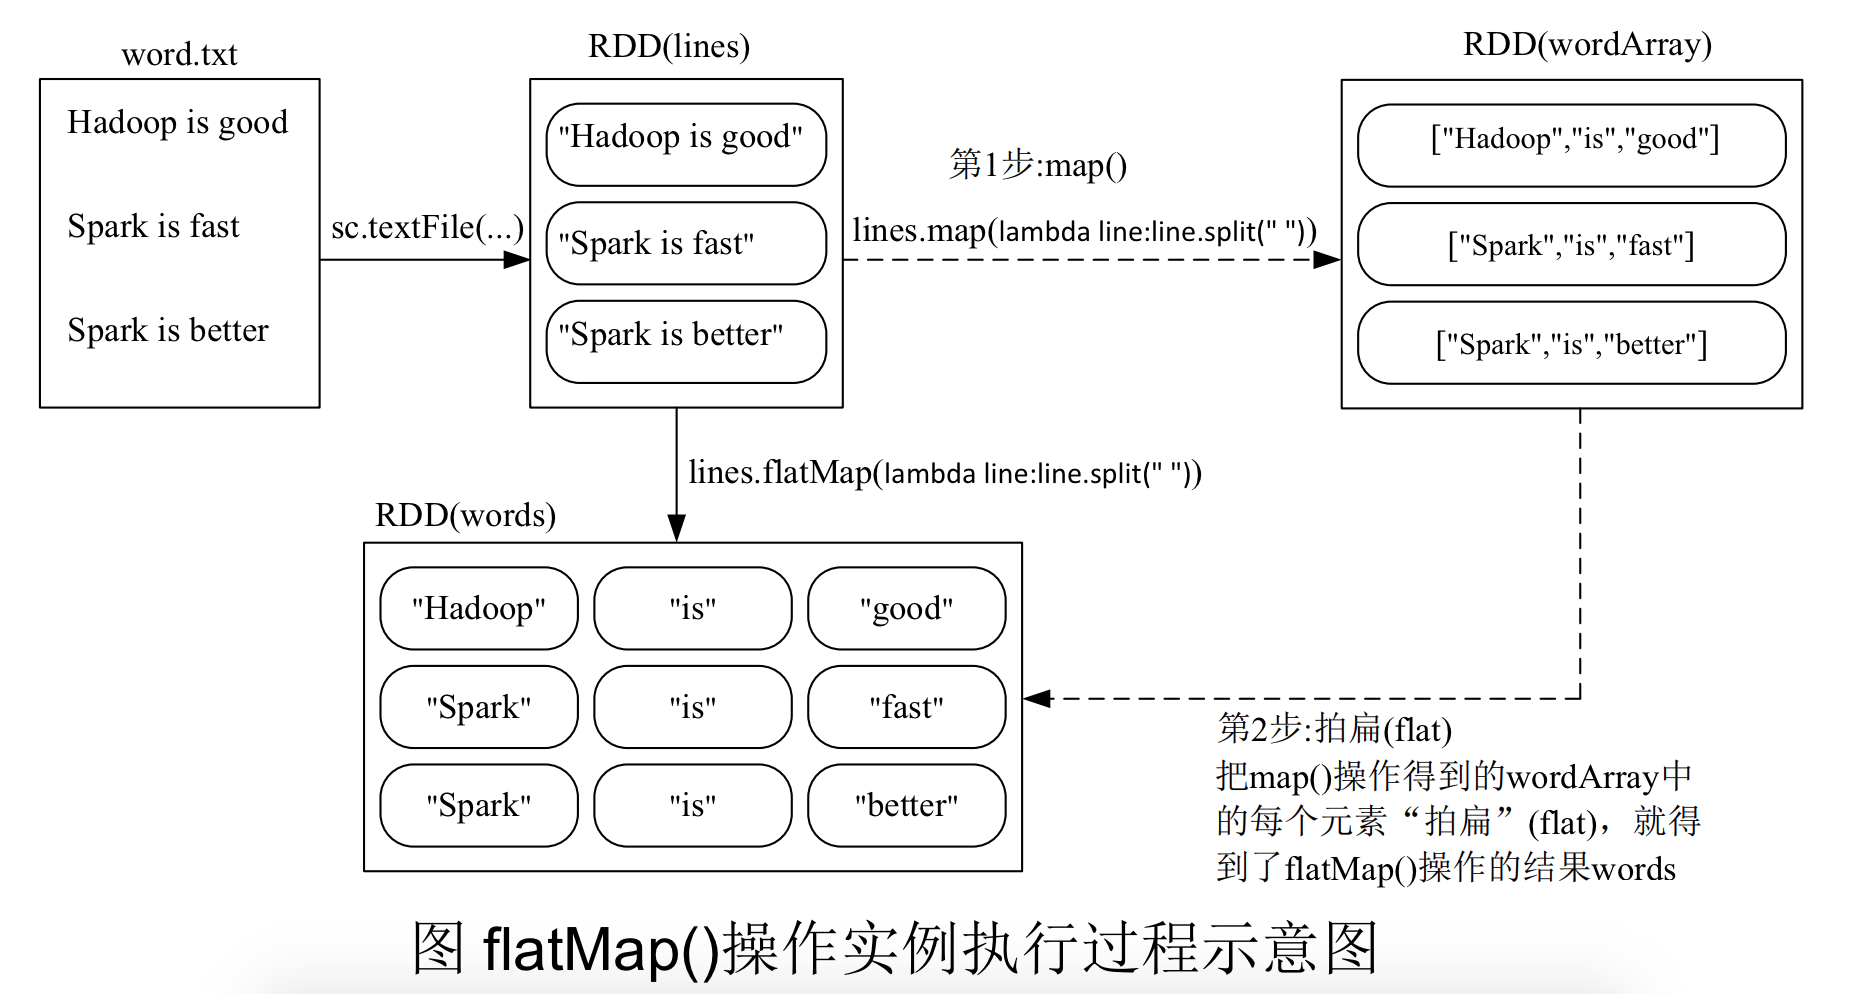 word.txt
Hadoop is good
Spark is fast
Spark is better
sc.textFile(...)
RDD(lines)
"Hadoop is good"
"Spark is fast"
"Spark is better"
第1步:map()
lines.map(lambda line:line.split(" "))
RDD(wordArray)
["Hadoop","is","good"]
["Spark","is","fast"]
["Spark","is","better"]
lines.flatMap(lambda line:line.split(" "))
RDD(words)
"Hadoop" "is" "good"
"Spark" "is" "fast"
"Spark" "is" "better"
第2步:拍扁(flat)
把map()操作得到的wordArray中
的每个元素“拍扁”(flat)，就得
到了flatMap()操作的结果words
图 flatMap()操作实例执行过程示意图